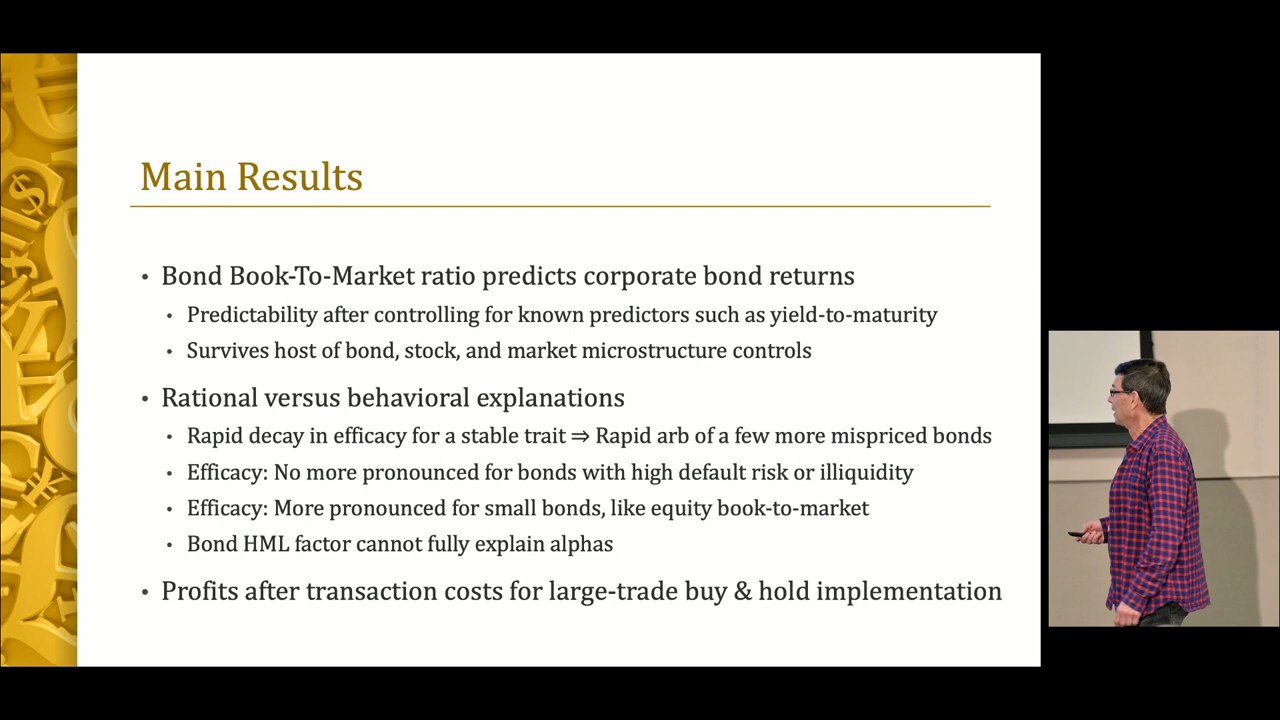 Main Results
• Bond Book-To-Market ratio predicts corporate bond returns
• Predictability after controlling for known predictors such as yield-to-maturity
• Survives host of bond, stock, and market microstructure controls
• Rational versus behavioral explanations
• Rapid decay in efficacy for a stable trait ⇒ Rapid arb of a few more mispriced bonds
• Efficacy: No more pronounced for bonds with high default risk or illiquidity
• Efficacy: More pronounced for small bonds, like equity book-to-market
• Bond HML factor cannot fully explain alphas
• Profits after transaction costs for large-trade buy & hold implementation